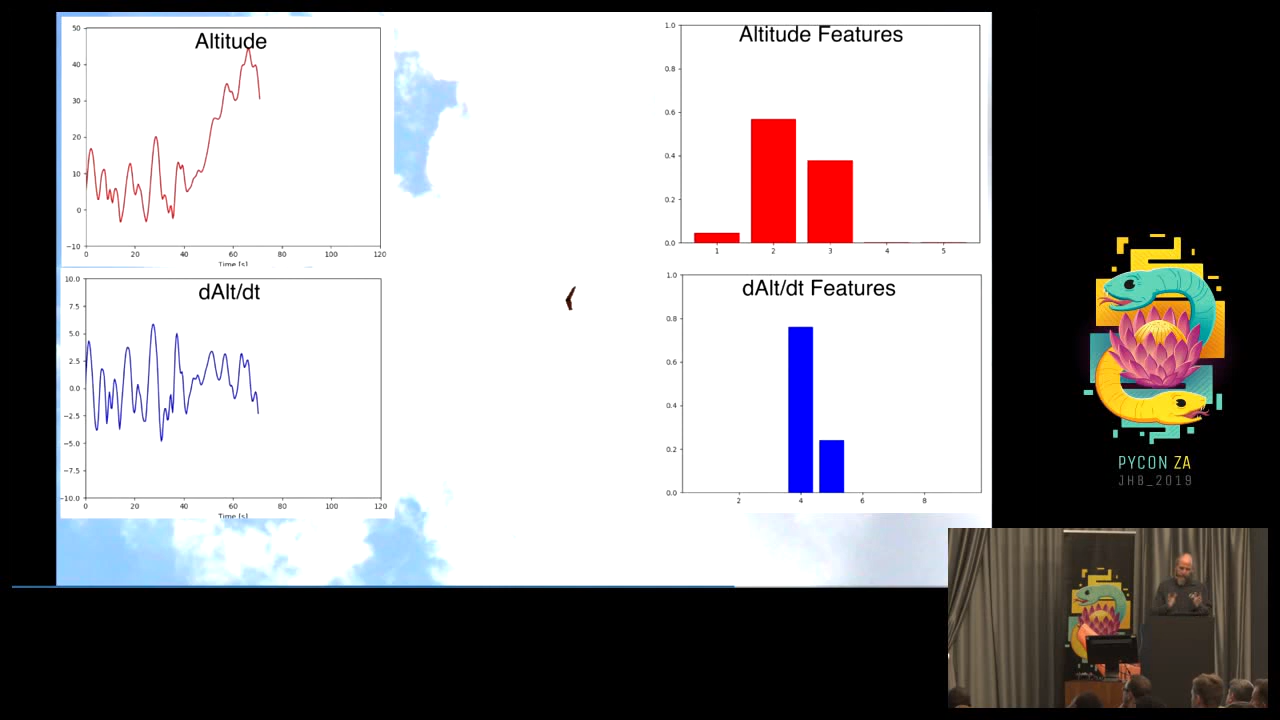 Altitude
50
40
30
20
10
0
−10
0 20 40 60 80 100 120
Time [s]
Altitude Features
1.0
0.8
0.6
0.4
0.2
0.0
1 2 3 4 5
dAlt/dt
10.0
7.5
5.0
2.5
0.0
−2.5
−5.0
−7.5
−10.0
0 20 40 60 80 100 120
Time [s]
dAlt/dt Features
1.0
0.8
0.6
0.4
0.2
0.0
2 4 6 8
PYCON ZA
JHB_2019